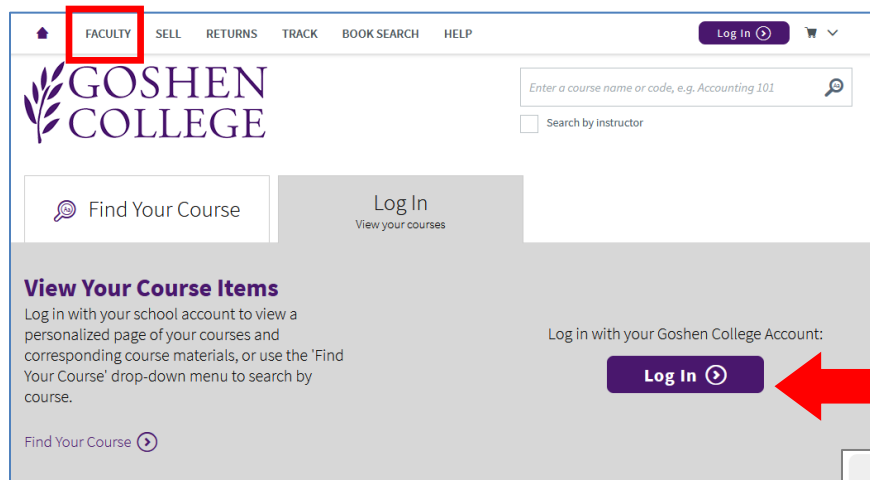 FACULTY SELL RETURNS TRACK BOOK SEARCH HELP Log In
GOSHEN
COLLEGE
Enter a course name or code, e.g. Accounting 101
Search by instructor
Find Your Course
Log In
View your courses
View Your Course Items
Log in with your school account to view a
personalized page of your courses and
corresponding course materials, or use the 'Find
Your Course' drop-down menu to search by
course.
Find Your Course
Log in with your Goshen College Account:
Log In